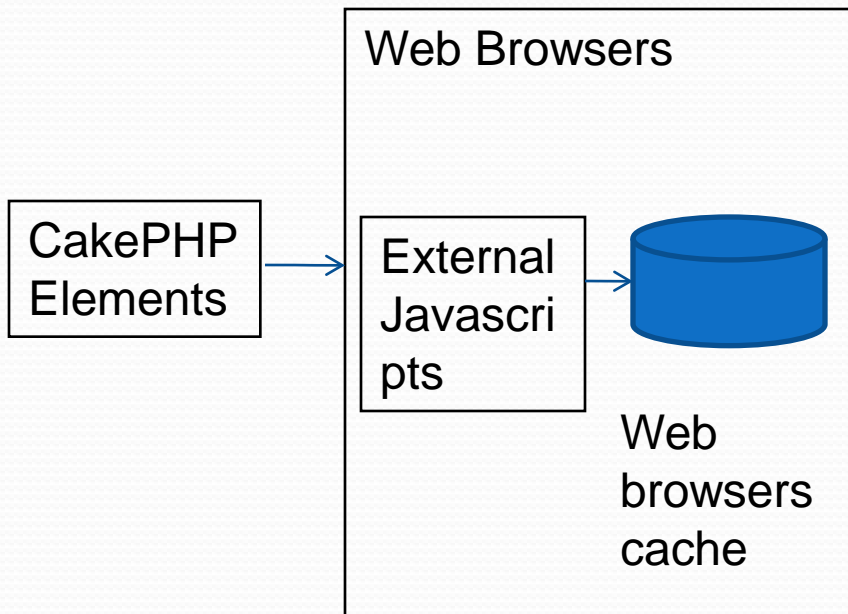 Web Browsers
CakePHP
Elements
External
Javascri
pts
Web
browsers
cache